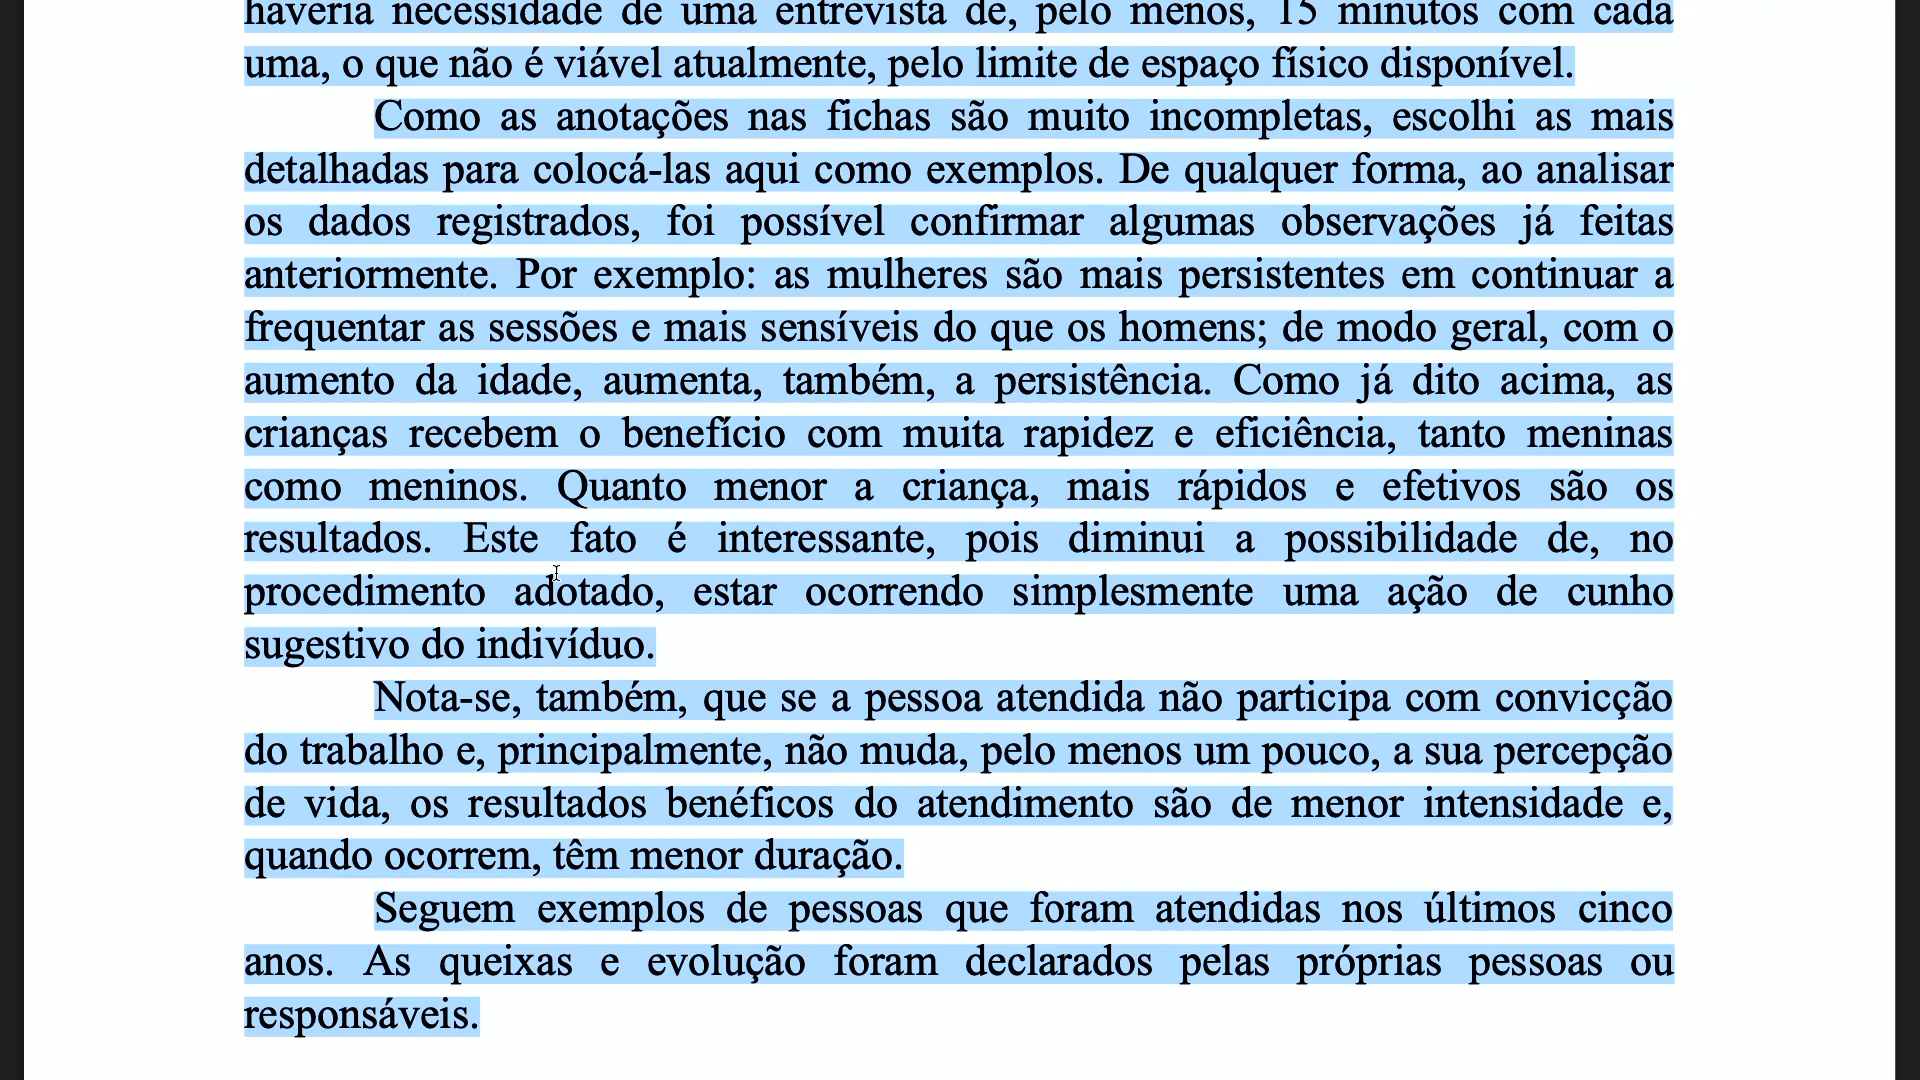 haveria necessidade de uma entrevista de, pelo menos, 15 minutos com cada
uma, o que não é viável atualmente, pelo limite de espaço físico disponível.
Como as anotações nas fichas são muito incompletas, escolhi as mais
detalhadas para colocá-las aqui como exemplos. De qualquer forma, ao analisar
os dados registrados, foi possível confirmar algumas observações já feitas
anteriormente. Por exemplo: as mulheres são mais persistentes em continuar a
frequentar as sessões e mais sensíveis do que os homens; de modo geral, com o
aumento da idade, aumenta, também, a persistência. Como já dito acima, as
crianças recebem o benefício com muita rapidez e eficiência, tanto meninas
como meninos. Quanto menor a criança, mais rápidos e efetivos são os
resultados. Este fato é interessante, pois diminui a possibilidade de, no
procedimento adotado, estar ocorrendo simplesmente uma ação de cunho
sugestivo do indivíduo.
Nota-se, também, que se a pessoa atendida não participa com convicção
do trabalho e, principalmente, não muda, pelo menos um pouco, a sua percepção
de vida, os resultados benéficos do atendimento são de menor intensidade e,
quando ocorrem, têm menor duração.
Seguem exemplos de pessoas que foram atendidas nos últimos cinco
anos. As queixas e evolução foram declarados pelas próprias pessoas ou
responsáveis.